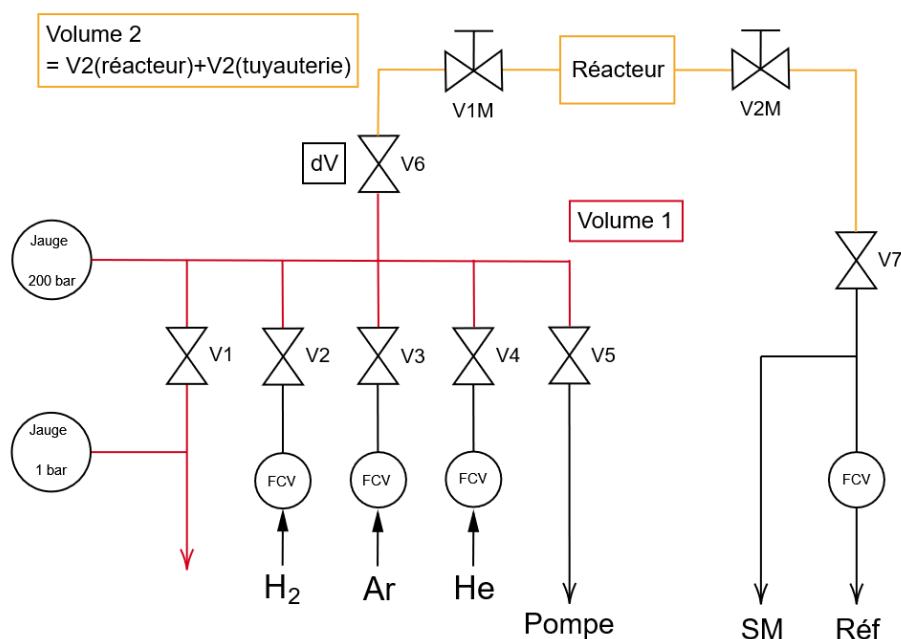 Volume 2
= V2(réacteur)+V2(tuyauterie)
V1M
Réacteur
V2M
dV
V6
Volume 1
Jauge
200 bar
V7
V1
V2
V3
V4
V5
Jauge
1 bar
FCV
FCV
FCV
FCV
H₂
Ar
He
Pompe
SM
Réf